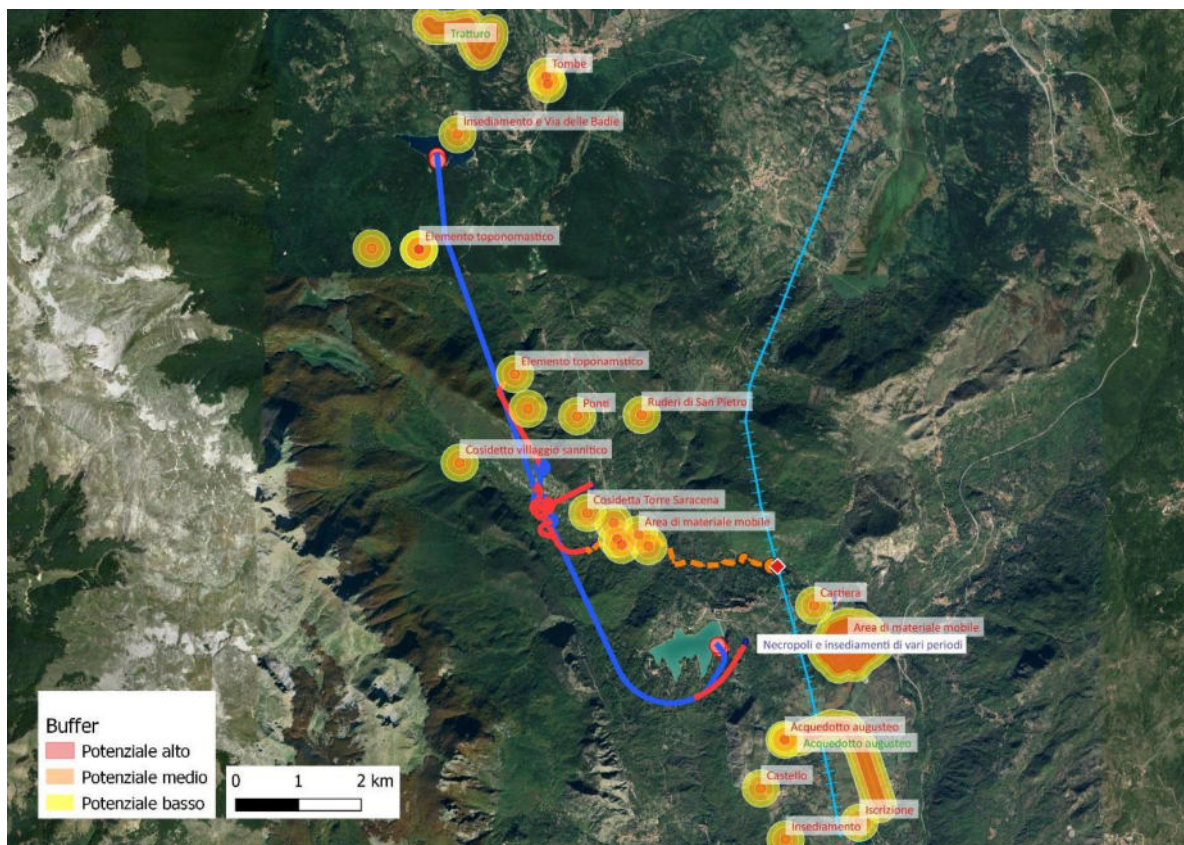 Tratturo
Tombe
Insediamento e Via delle Badie
Elemento toponomastico
Elemento toponamstico
Ponti
Ruderi di San Pietro
Cosidetto villaggio sannitico
Cosidetta Torre Saracena
Area di materiale mobile
Cartiera
Area di materiale mobile
Necropoli e insediamenti di vari periodi
Acquedotto augusteo
Acquedotto augusteo
Castello
Iscrizione
Insediamento
Buffer
Potenziale alto
Potenziale medio
Potenziale basso
0 1 2 km